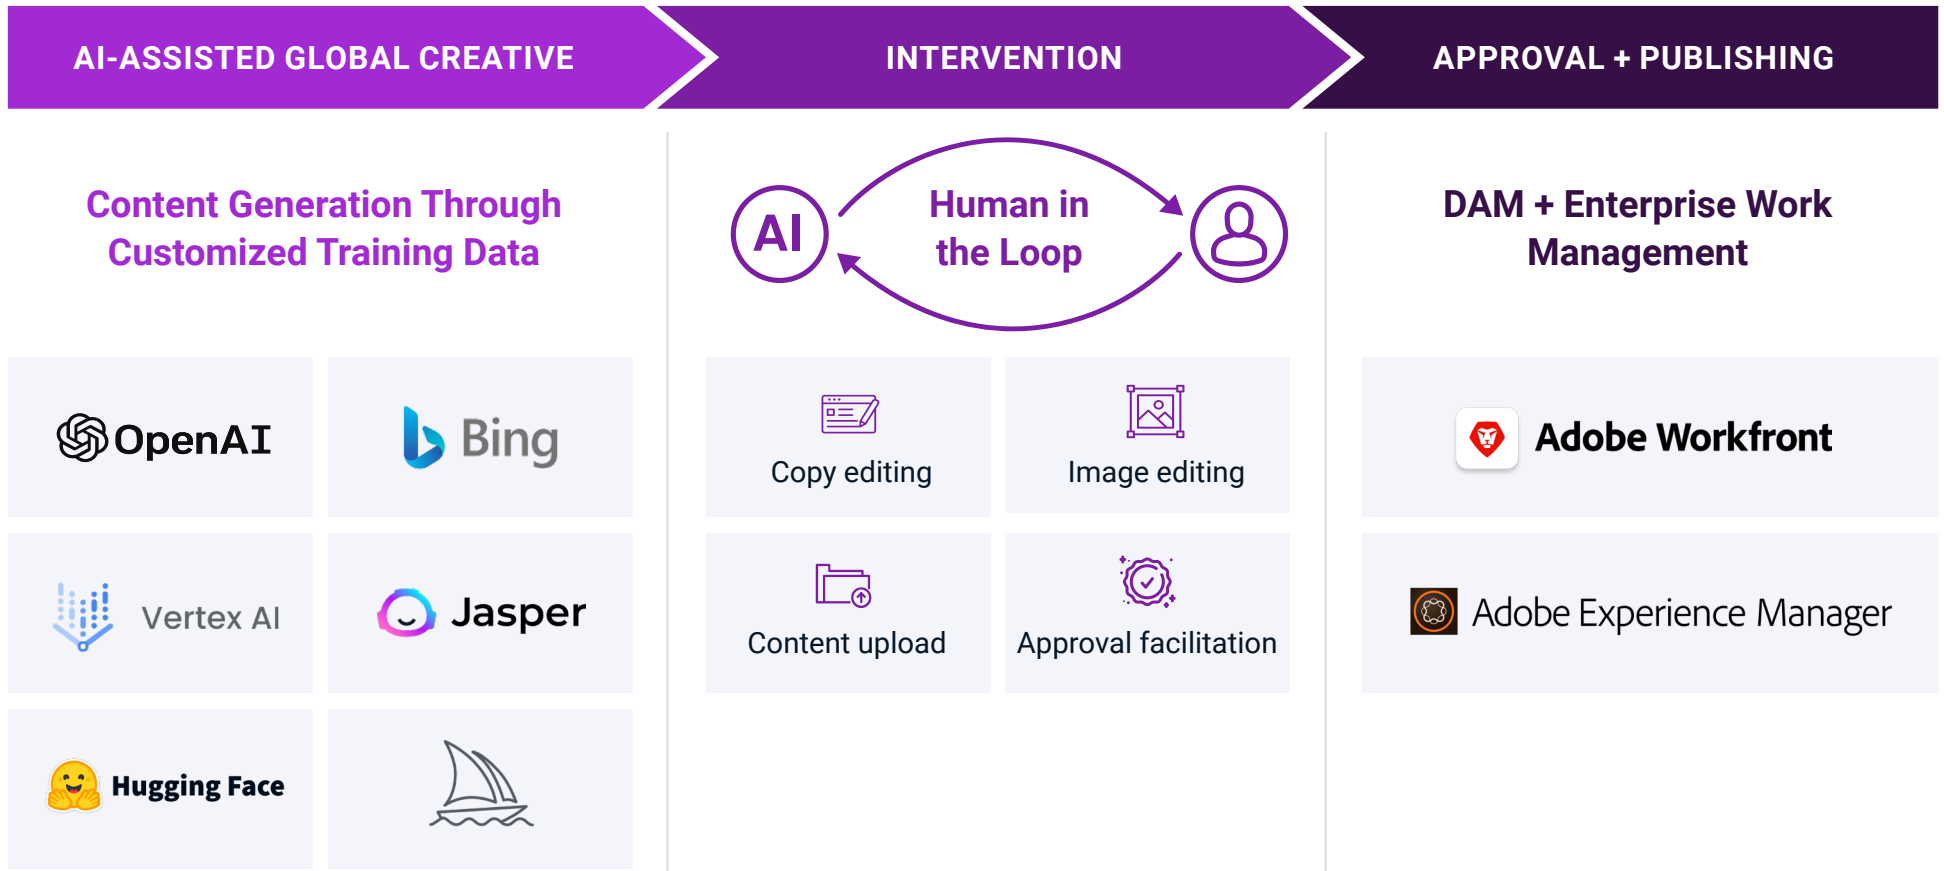 AI-ASSISTED GLOBAL CREATIVE
INTERVENTION
APPROVAL + PUBLISHING
Content Generation Through
Customized Training Data
OpenAI
Bing
Vertex AI
Jasper
Hugging Face
AI
Human in
the Loop
Copy editing
Image editing
Content upload
Approval facilitation
DAM + Enterprise Work
Management
Adobe Workfront
Adobe Experience Manager